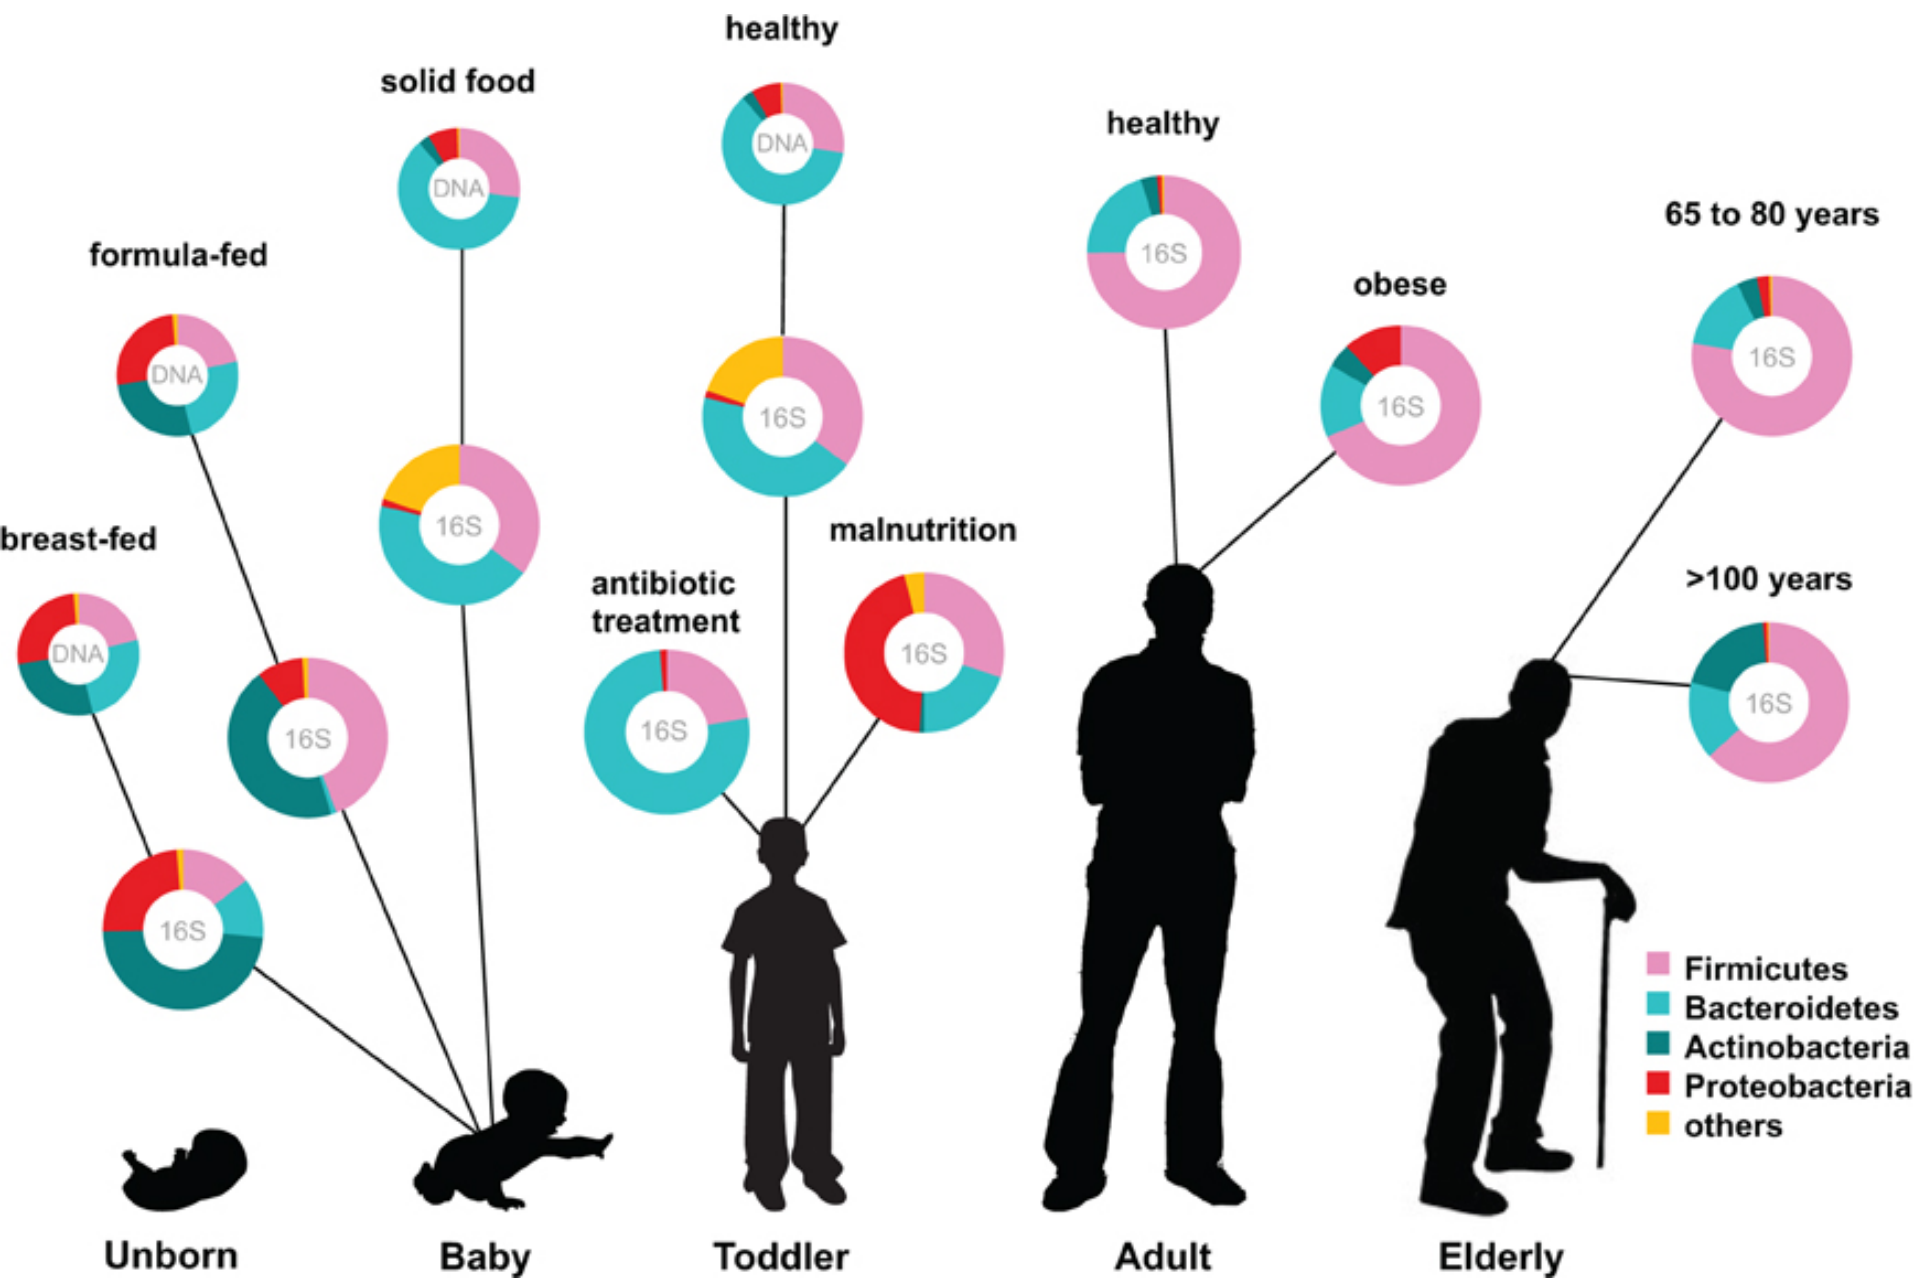 healthy
DNA
16S
solid food
DNA
16S
formula-fed
DNA
16S
breast-fed
DNA
16S
antibiotic
treatment
16S
malnutrition
16S
healthy
16S
obese
16S
65 to 80 years
16S
>100 years
16S
Firmicutes
Bacteroidetes
Actinobacteria
Proteobacteria
others
Unborn
Baby
Toddler
Adult
Elderly